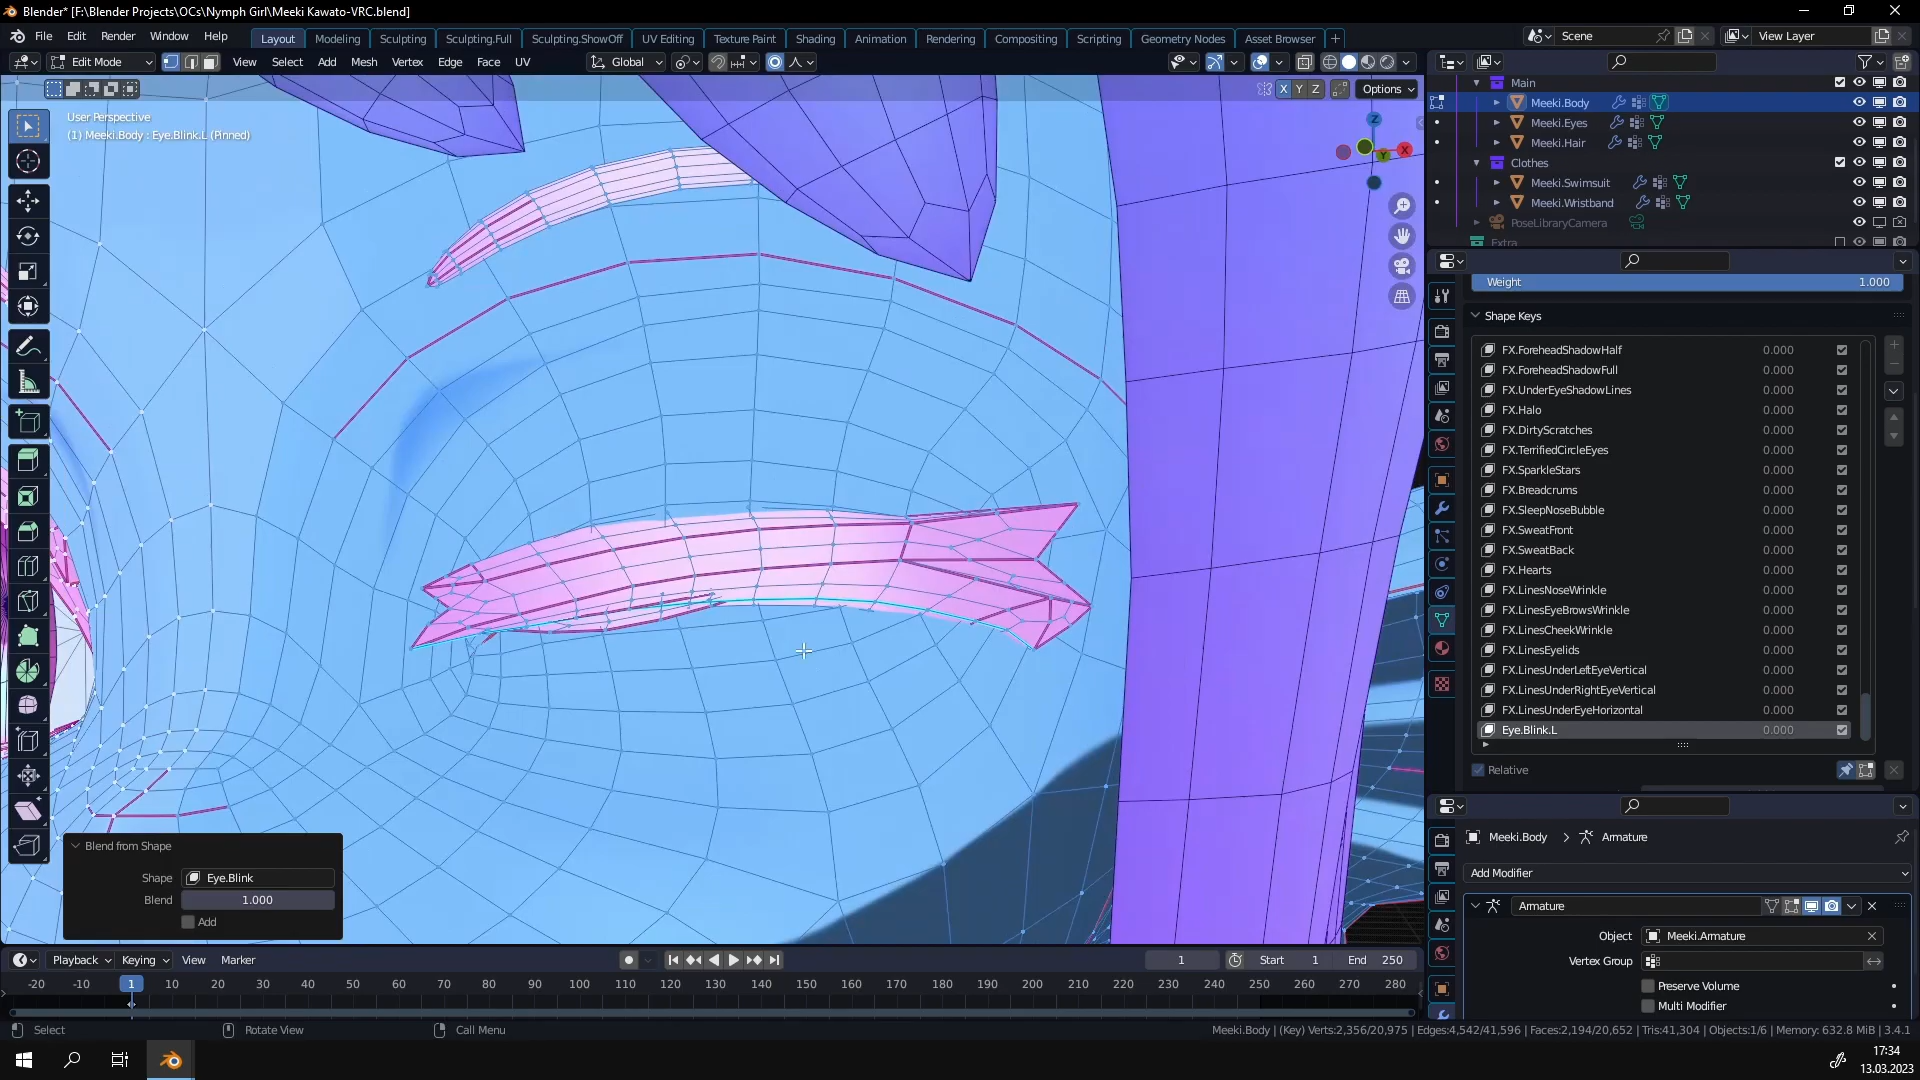 Blender* [F:\Blender Projects\OCs\Nymph Girl\Meeki Kawato-VRC.blend]
File Edit Render Window Help Layout Modeling Sculpting Sculpting.Full Sculpting.ShowOff UV Editing Texture Paint Shading Animation Rendering Compositing Scripting Geometry Nodes Asset Browser + Scene View Layer
Edit Mode View Select Add Mesh Vertex Edge Face UV Global
X Y Z Options
User Perspective
(1) Meeki.Body : Eye.Blink.L (Pinned)
Z
X
Y
Main
Meeki.Body
Meeki.Eyes
Meeki.Hair
Clothes
Meeki.Swimsuit
Meeki.Wristband
PoseLibraryCamera
Extra
Weight 1.000
Shape Keys
FX.ForeheadShadowHalf 0.000
FX.ForeheadShadowFull 0.000
FX.UnderEyeShadowLines 0.000
FX.Halo 0.000
FX.DirtyScratches 0.000
FX.TerrifiedCircleEyes 0.000
FX.SparkleStars 0.000
FX.Breadcrums 0.000
FX.SleepNoseBubble 0.000
FX.SweatFront 0.000
FX.SweatBack 0.000
FX.Hearts 0.000
FX.LinesNoseWrinkle 0.000
FX.LinesEyeBrowsWrinkle 0.000
FX.LinesCheekWrinkle 0.000
FX.LinesEyelids 0.000
FX.LinesUnderLeftEyeVertical 0.000
FX.LinesUnderRightEyeVertical 0.000
FX.LinesUnderEyeHorizontal 0.000
Eye.Blink.L 0.000
Relative
Meeki.Body > Armature
Add Modifier
Armature
Object Meeki.Armature
Vertex Group
Preserve Volume
Multi Modifier
Blend from Shape
Shape Eye.Blink
Blend 1.000
Add
Playback Keying View Marker 1 Start 1 End 250
-20 -10 1 10 20 30 40 50 60 70 80 90 100 110 120 130 140 150 160 170 180 190 200 210 220 230 240 250 260 270 280
Select Rotate View Call Menu Meeki.Body | (Key) Verts:2,356/20,975 | Edges:4,542/41,596 | Faces:2,194/20,652 | Tris:41,304 | Objects:1/6 | Memory: 632.8 MiB | 3.4.1
17:34
13.03.2023